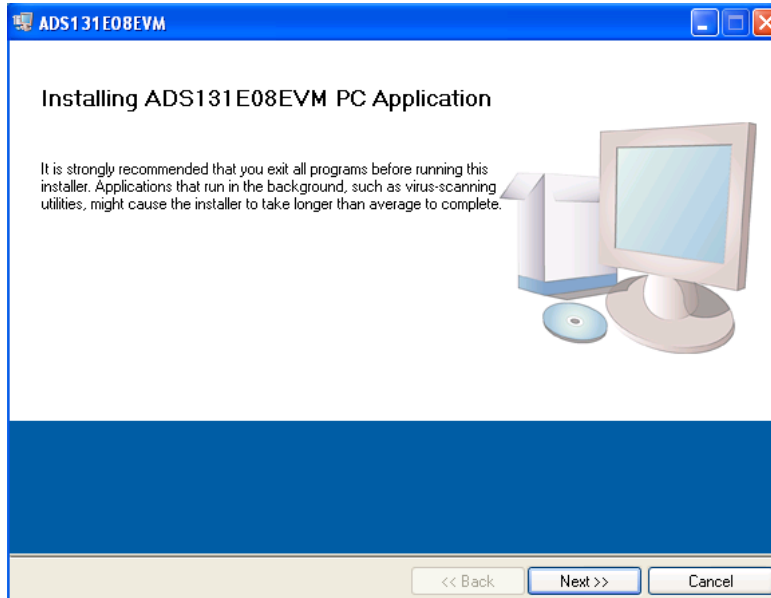 ADS131E08EVM
Installing ADS131E08EVM PC Application
It is strongly recommended that you exit all programs before running this
installer. Applications that run in the background, such as virus-scanning
utilities, might cause the installer to take longer than average to complete.
<< Back Next >> Cancel